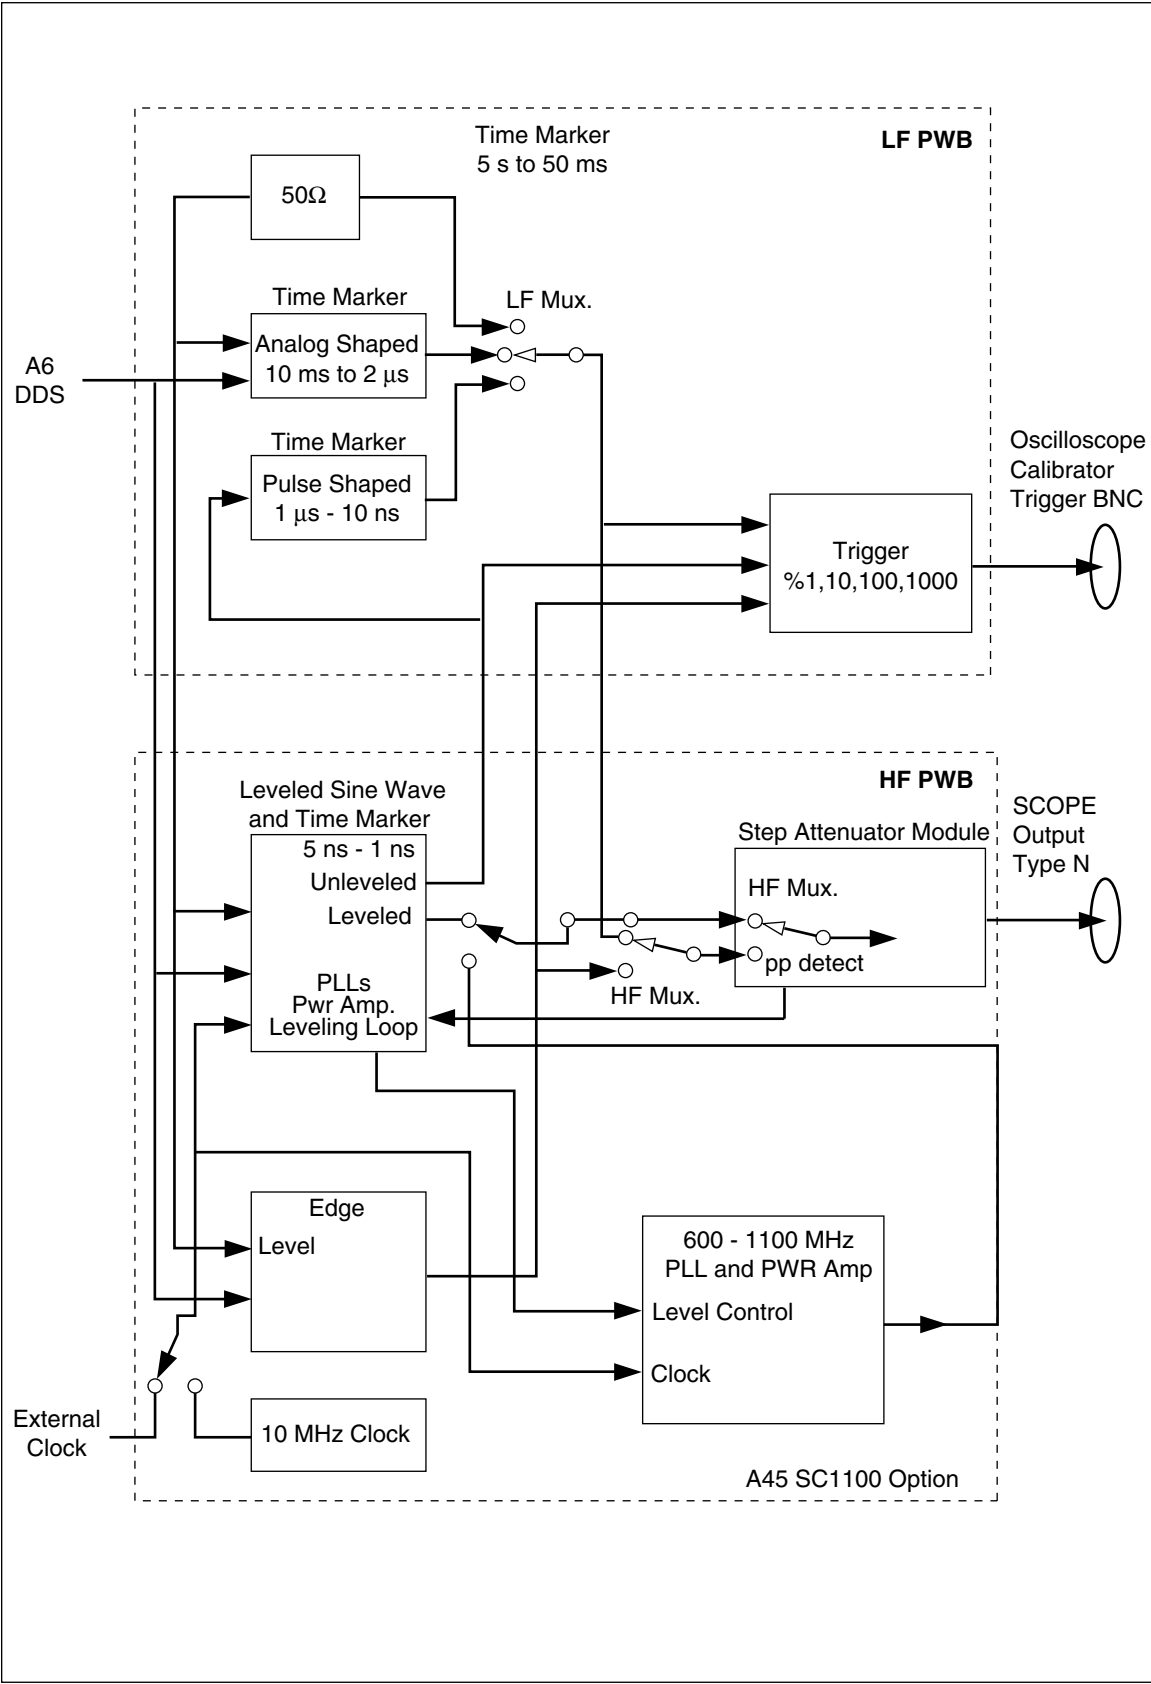 Time Marker
5 s to 50 ms
LF PWB
50Ω
Time Marker
LF Mux.
Analog Shaped
10 ms to 2 μs
A6
DDS
Time Marker
Pulse Shaped
1 μs - 10 ns
Oscilloscope
Calibrator
Trigger BNC
Trigger
%1,10,100,1000
HF PWB
Leveled Sine Wave
and Time Marker
5 ns - 1 ns
Unleveled
Leveled
PLLs
Pwr Amp.
Leveling Loop
Step Attenuator Module
HF Mux.
pp detect
HF Mux.
SCOPE
Output
Type N
Edge
Level
600 - 1100 MHz
PLL and PWR Amp
Level Control
Clock
External
Clock
10 MHz Clock
A45 SC1100 Option